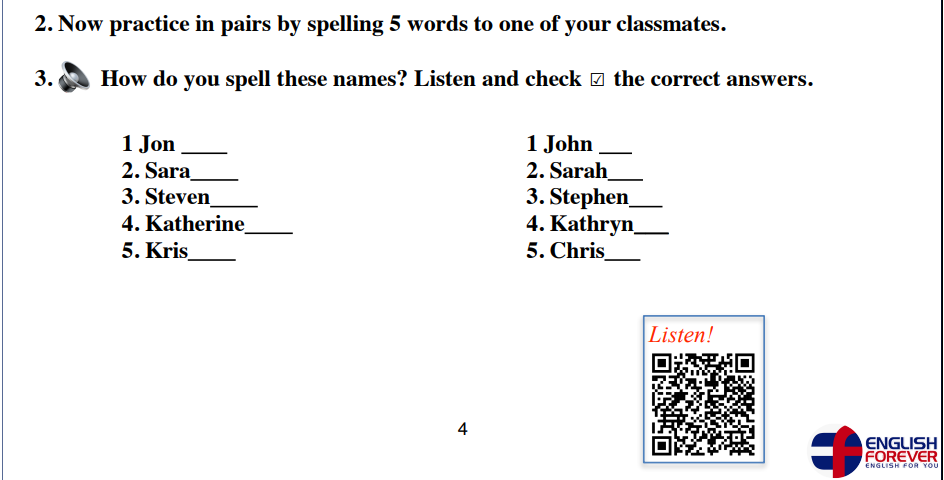 2. Now practice in pairs by spelling 5 words to one of your classmates.
3. How do you spell these names? Listen and check ☑ the correct answers.
1 Jon ____
2. Sara____
3. Steven____
4. Katherine____
5. Kris____
1 John ___
2. Sarah___
3. Stephen___
4. Kathryn___
5. Chris___
Listen!
4
ENGLISH
FOREVER
ENGLISH FOR YOU